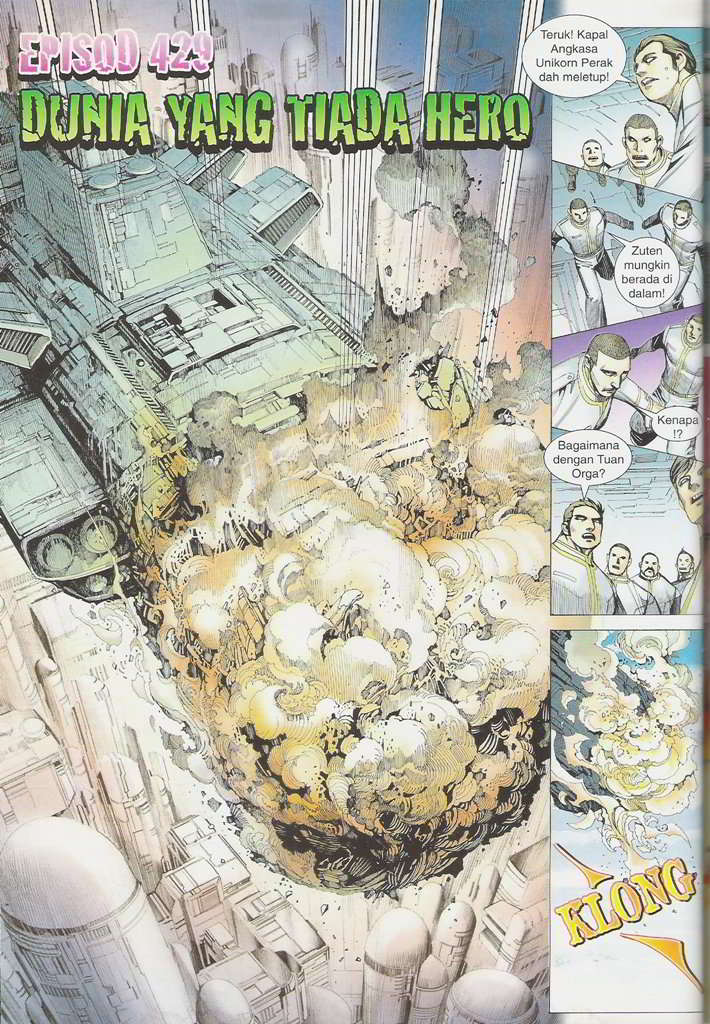 EPISOD 429
DUNIA YANG TIADA HERO
Teruk! Kapal
Angkasa
Unikorn Perak
dah meletup!
Zuten
mungkin
berada di
dalam!
Kenapa
!?
Bagaimana
dengan Tuan
Orga?
KLONG